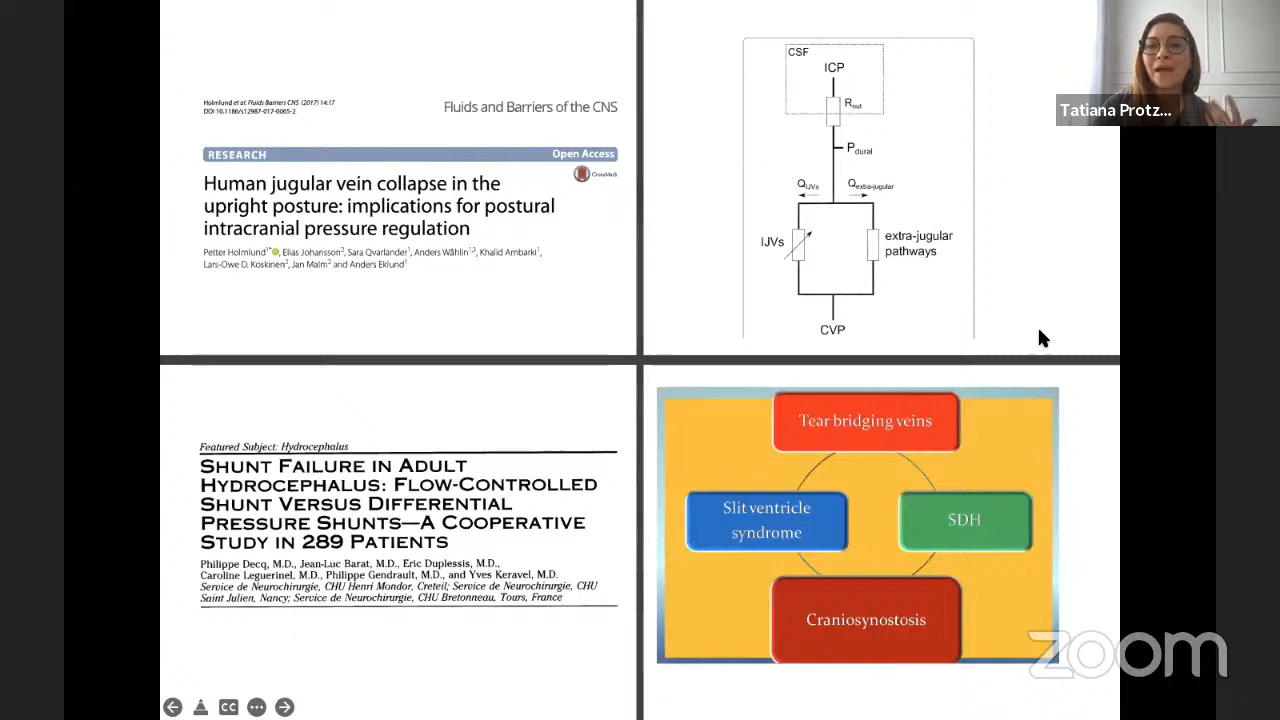 Holmlund et al. Fluids Barriers CNS (2017) 14:17
DOI 10.1186/s12987-017-0065-2
Fluids and Barriers of the CNS
RESEARCH
Open Access
CrossMark
Human jugular vein collapse in the
upright posture: implications for postural
intracranial pressure regulation
Petter Holmlund1*, Elias Johansson2, Sara Qvarlander1, Anders Wåhlin1,3, Khalid Ambarki1,
Lars-Owe D. Koskinen2, Jan Malm2 and Anders Eklund1
CSF
ICP
Rout
Pdural
QIJVs
Qextra-jugular
IJVs
extra-jugular
pathways
CVP
Tatiana Protz...
Featured Subject: Hydrocephalus
SHUNT FAILURE IN ADULT
HYDROCEPHALUS: FLOW-CONTROLLED
SHUNT VERSUS DIFFERENTIAL
PRESSURE SHUNTS—A COOPERATIVE
STUDY IN 289 PATIENTS
Philippe Decq, M.D., Jean-Luc Barat, M.D., Eric Duplessis, M.D.,
Caroline Leguerinel, M.D., Philippe Gendrault, M.D., and Yves Keravel, M.D.
Service de Neurochirurgie, CHU Henri Mondor, Creteil; Service de Neurochirurgie, CHU
Saint Julien, Nancy; Service de Neurochirurgie, CHU Bretonneau, Tours, France
Tear bridging veins
Slit ventricle
syndrome
SDH
Craniosynostosis
zoom
CC